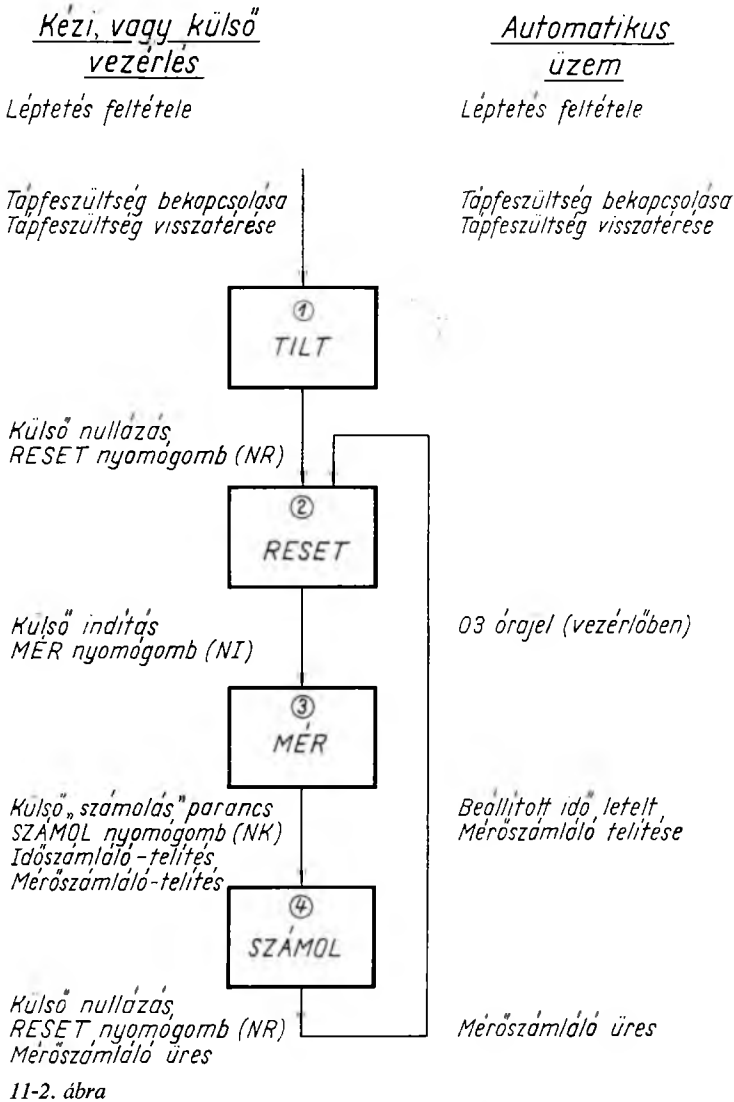 Kézi, vagy külső
vezérlés
Léptetés feltétele
Tápfeszültség bekapcsolása
Tápfeszültség visszatérése
Automatikus
üzem
Léptetés feltétele
Tápfeszültség bekapcsolása
Tápfeszültség visszatérése
①
TILT
Külső nullázás,
RESET nyomógomb (NR)
②
RESET
Külső indítás
MÉR nyomógomb (NI)
03 órajel (vezérlőben)
③
MÉR
Külső „számolás" parancs
SZÁMOL nyomógomb (NK)
Időszámláló-telítés,
Mérőszámláló-telítés
Beállított idő letelt,
Mérőszámláló telítése
④
SZÁMOL
Külső nullázás,
RESET nyomógomb (NR)
Mérőszámláló üres
Mérőszámláló üres
11-2. ábra